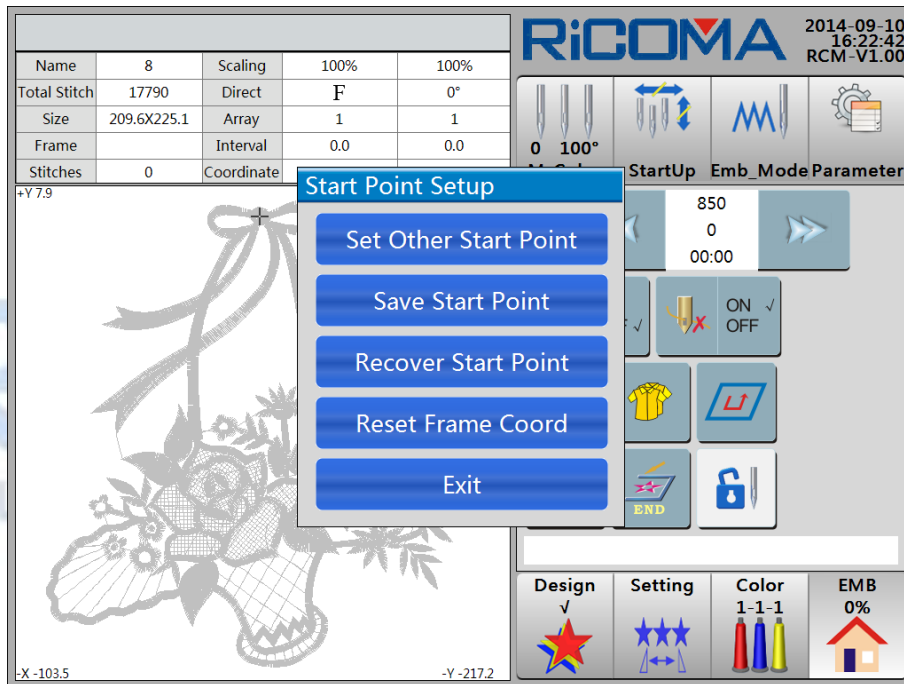 RiCOMA
2014-09-10
16:22:42
RCM-V1.00
Name 8 Scaling 100% 100%
Total Stitch 17790 Direct F 0°
Size 209.6X225.1 Array 1 1
Frame Interval 0.0 0.0
Stitches 0 Coordinate
0 100°
StartUp Emb_Mode Parameter
+Y 7.9
Start Point Setup
Set Other Start Point
Save Start Point
Recover Start Point
Reset Frame Coord
Exit
850
0
00:00
√
ON √
OFF
END
-X -103.5 -Y -217.2
Design
√
Setting
Color
1-1-1
EMB
0%